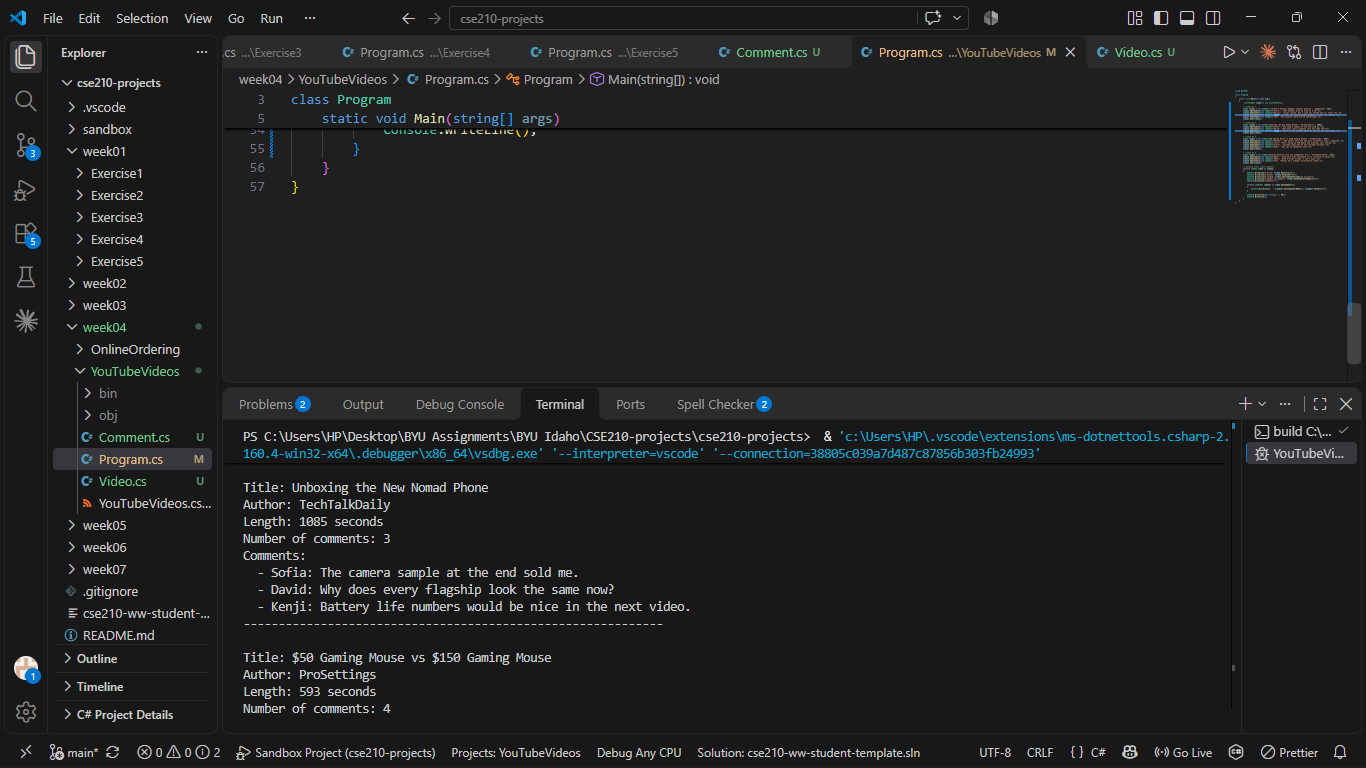 File Edit Selection View Go Run ··· cse210-projects
Explorer ···
.cs ...\Exercise3 Program.cs ...\Exercise4 Program.cs ...\Exercise5 Comment.cs U Program.cs ...\YouTubeVideos M Video.cs U
week04 > YouTubeVideos > Program.cs > Program > Main(string[]) : void
cse210-projects
.vscode
sandbox
week01
Exercise1
Exercise2
Exercise3
Exercise4
Exercise5
week02
week03
week04
OnlineOrdering
YouTubeVideos
bin
obj
Comment.cs U
Program.cs M
Video.cs U
YouTubeVideos.cs...
week05
week06
week07
.gitignore
cse210-ww-student-...
README.md
Outline
Timeline
C# Project Details
3
5
1
3 class Program
5 static void Main(string[] args)
54 Console.WriteLine();
55 }
56 }
57 }
Problems 2 Output Debug Console Terminal Ports Spell Checker 2
PS C:\Users\HP\Desktop\BYU Assignments\BYU Idaho\CSE210-projects\cse210-projects> & 'c:\Users\HP\.vscode\extensions\ms-dotnettools.csharp-2.
160.4-win32-x64\.debugger\x86_64\vsdbg.exe' '--interpreter=vscode' '--connection=38805c039a7d487c87856b303fb24993'
Title: Unboxing the New Nomad Phone
Author: TechTalkDaily
Length: 1085 seconds
Number of comments: 3
Comments:
- Sofia: The camera sample at the end sold me.
- David: Why does every flagship look the same now?
- Kenji: Battery life numbers would be nice in the next video.
------------------------------------------------------------
Title: $50 Gaming Mouse vs $150 Gaming Mouse
Author: ProSettings
Length: 593 seconds
Number of comments: 4
build C:\...
YouTubeVi...
main* 0 0 2 Sandbox Project (cse210-projects) Projects: YouTubeVideos Debug Any CPU Solution: cse210-ww-student-template.sln UTF-8 CRLF { } C# Go Live Prettier